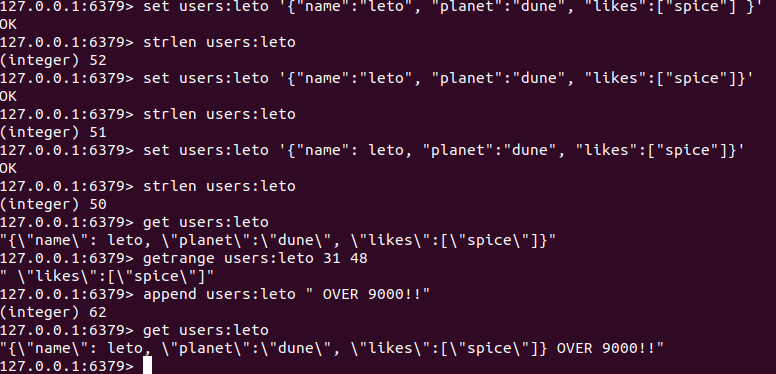 127.0.0.1:6379> set users:leto '{"name":"leto", "planet":"dune", "likes":["spice"] }'
OK
127.0.0.1:6379> strlen users:leto
(integer) 52
127.0.0.1:6379> set users:leto '{"name":"leto", "planet":"dune", "likes":["spice"]}'
OK
127.0.0.1:6379> strlen users:leto
(integer) 51
127.0.0.1:6379> set users:leto '{"name": leto, "planet":"dune", "likes":["spice"]}'
OK
127.0.0.1:6379> strlen users:leto
(integer) 50
127.0.0.1:6379> get users:leto
"{\"name\": leto, \"planet\":\"dune\", \"likes\":[\"spice\"]}"
127.0.0.1:6379> getrange users:leto 31 48
" \"likes\":[\"spice\"]"
127.0.0.1:6379> append users:leto " OVER 9000!!"
(integer) 62
127.0.0.1:6379> get users:leto
"{\"name\": leto, \"planet\":\"dune\", \"likes\":[\"spice\"]} OVER 9000!!"
127.0.0.1:6379>